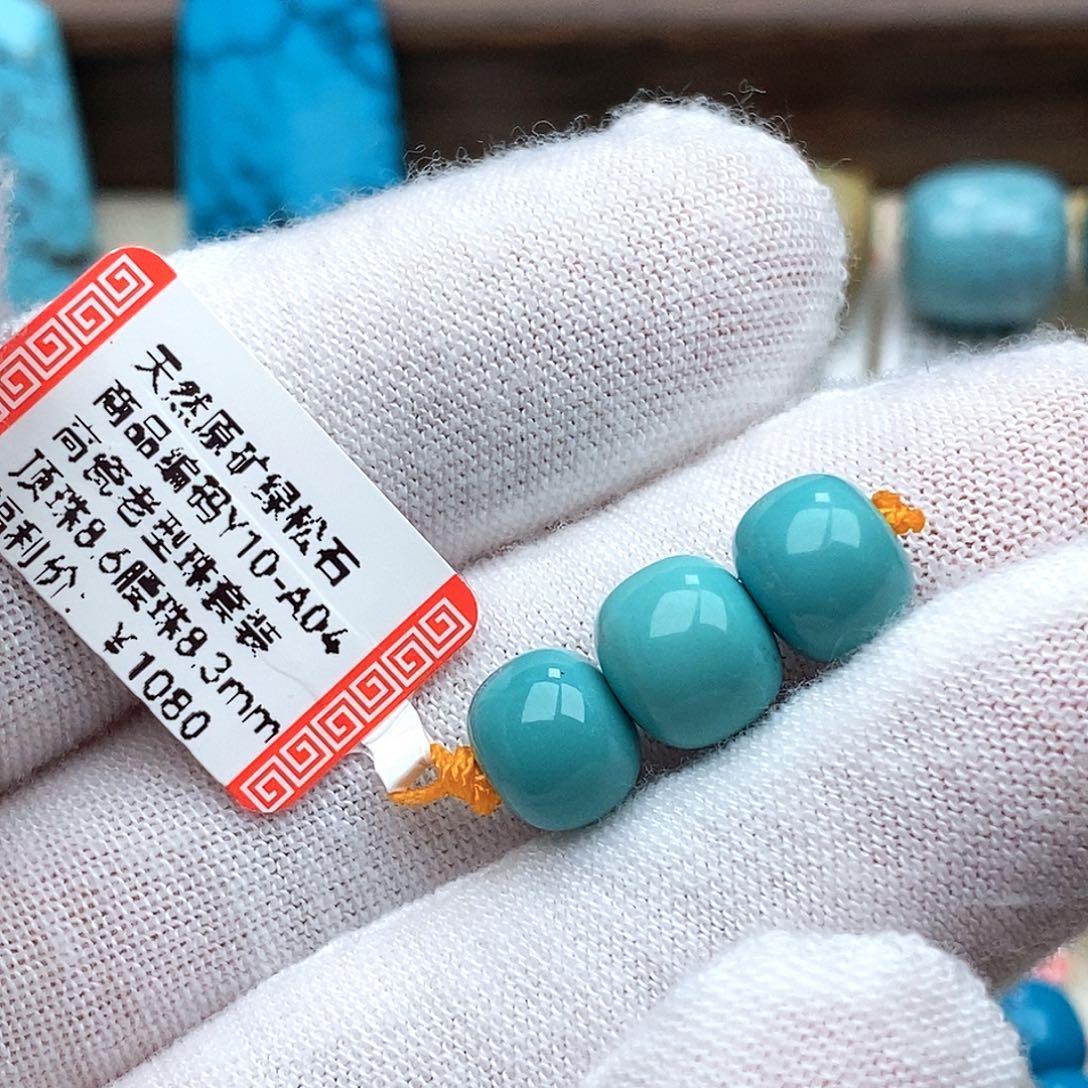 天然原矿绿松石
商品编码Y10-A04
高瓷老型珠套装
顶珠8.6腰珠8.3mm
福利价:￥1080